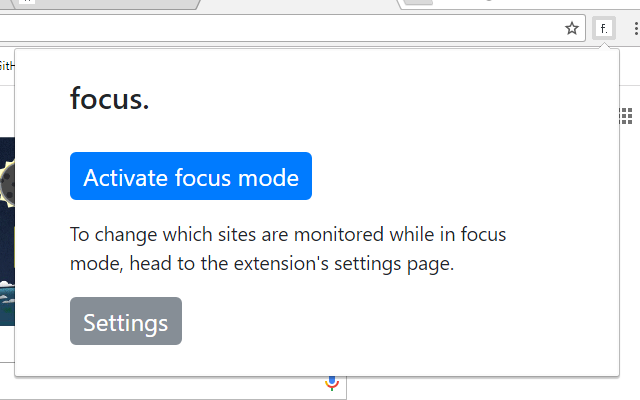 f.
focus.
Activate focus mode
To change which sites are monitored while in focus
mode, head to the extension's settings page.
Settings